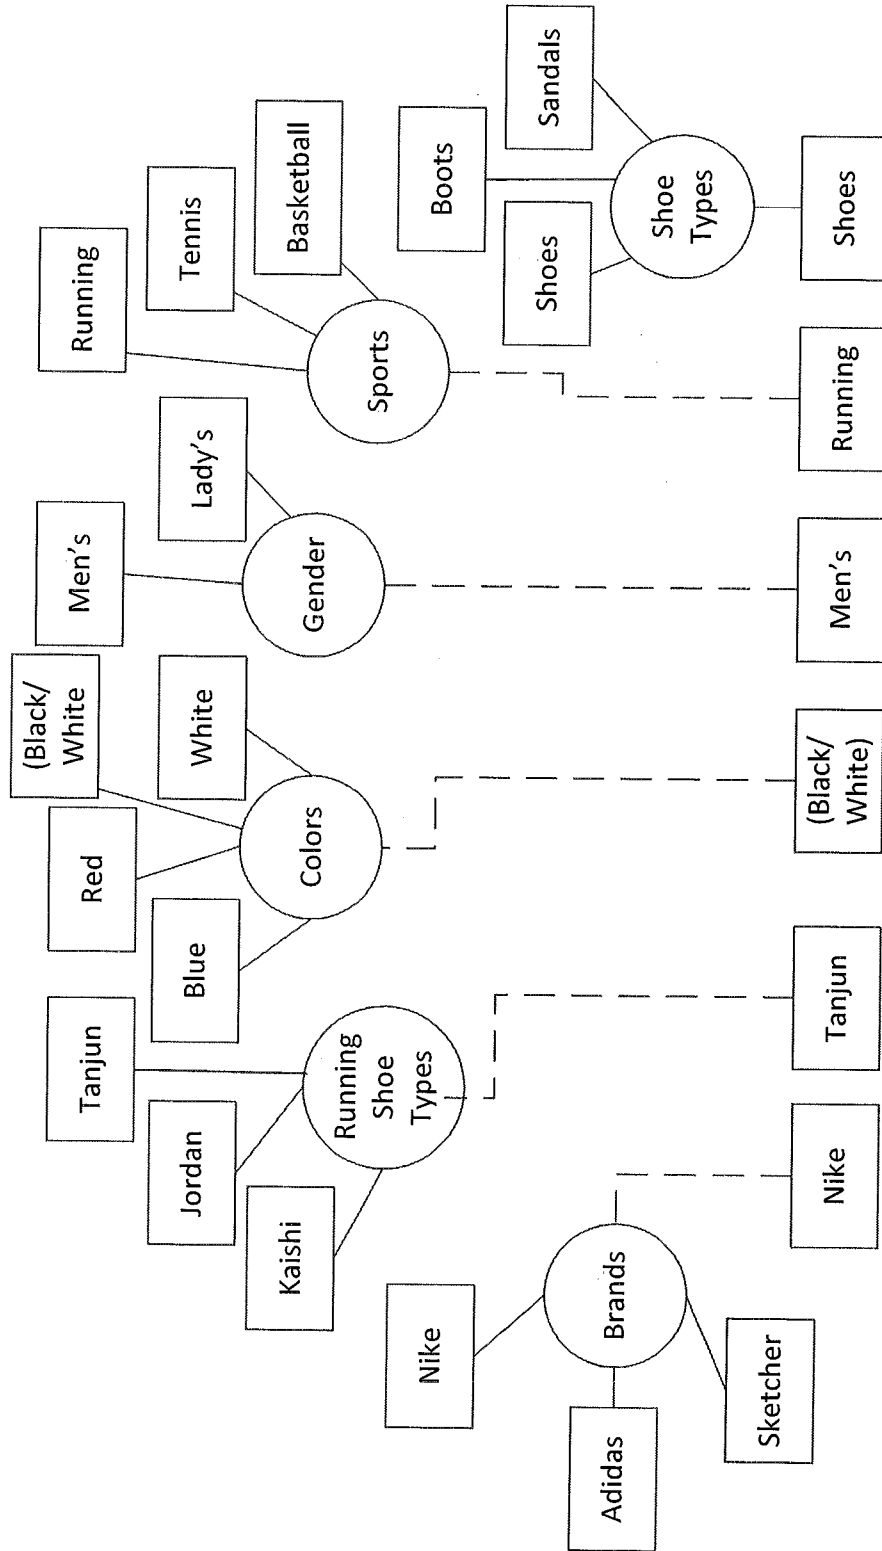 Nike
Adidas
Sketcher
Brands
Tanjun
Jordan
Kaishi
Running
Shoe
Types
(Black/
White
Red
Blue
White
Colors
Men's
Lady's
Gender
Running
Tennis
Basketball
Sports
Boots
Sandals
Shoes
Shoe
Types
Nike
Tanjun
(Black/
White)
Men's
Running
Shoes